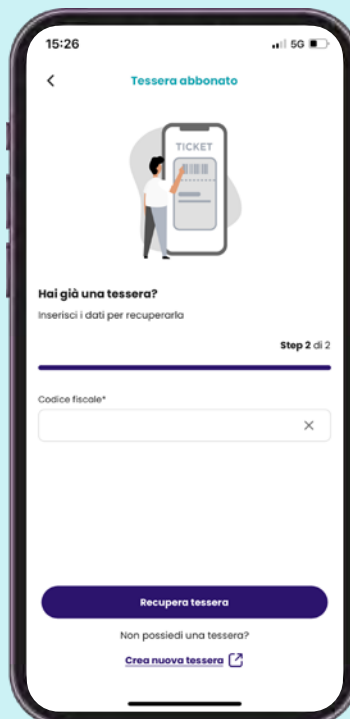 15:26
5G
Tessera abbonato
TICKET
Hai già una tessera?
Inserisci i dati per recuperarla
Step 2 di 2
Codice fiscale*
Recupera tessera
Non possiedi una tessera?
Crea nuova tessera